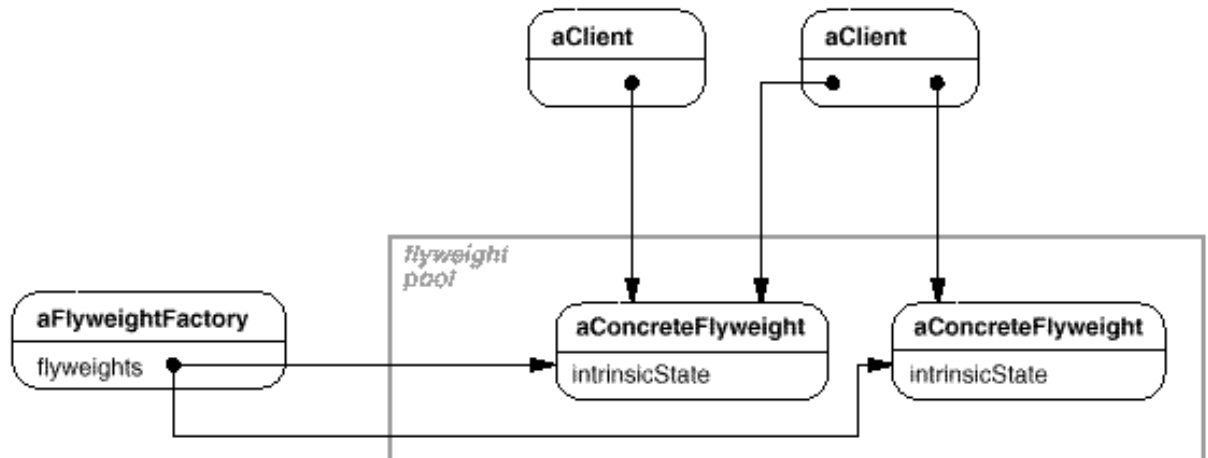 aClient
aClient
flyweight
pool
aFlyweightFactory
flyweights
aConcreteFlyweight
intrinsicState
aConcreteFlyweight
intrinsicState